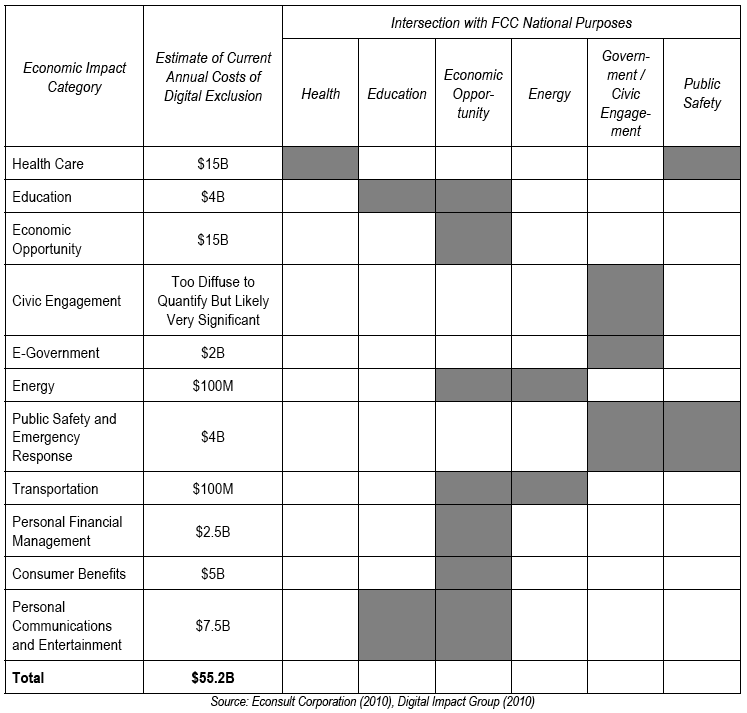 Intersection with FCC National Purposes
Economic Impact
Category
Estimate of Current
Annual Costs of
Digital Exclusion
Health
Education
Economic
Oppor-
tunity
Energy
Govern-
ment /
Civic
Engage-
ment
Public
Safety
Health Care
$15B
Education
$4B
Economic
Opportunity
$15B
Civic Engagement
Too Diffuse to
Quantify But Likely
Very Significant
E-Government
$2B
Energy
$100M
Public Safety and
Emergency
Response
$4B
Transportation
$100M
Personal Financial
Management
$2.5B
Consumer Benefits
$5B
Personal
Communications
and Entertainment
$7.5B
Total
$55.2B
Source: Econsult Corporation (2010), Digital Impact Group (2010)